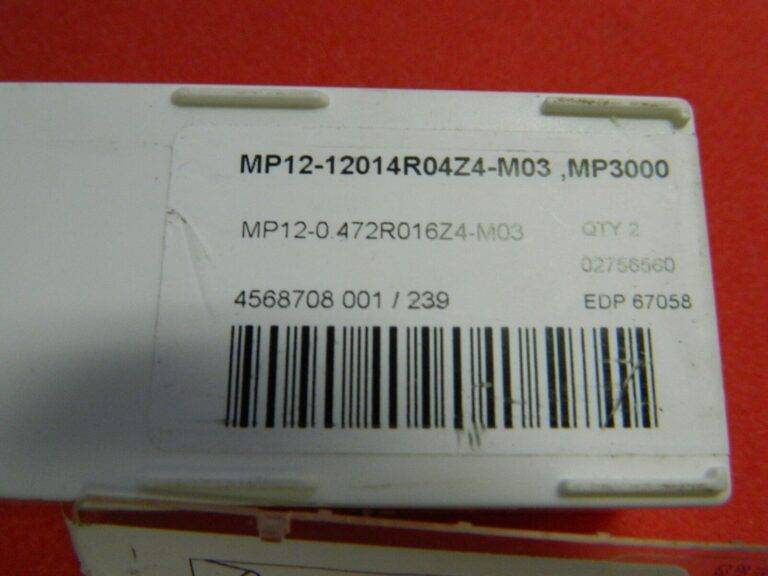 MP12-12014R04Z4-M03 ,MP3000
MP12-0.472R016Z4-M03 QTY 2
02756560
4568708 001 / 239 EDP 67058